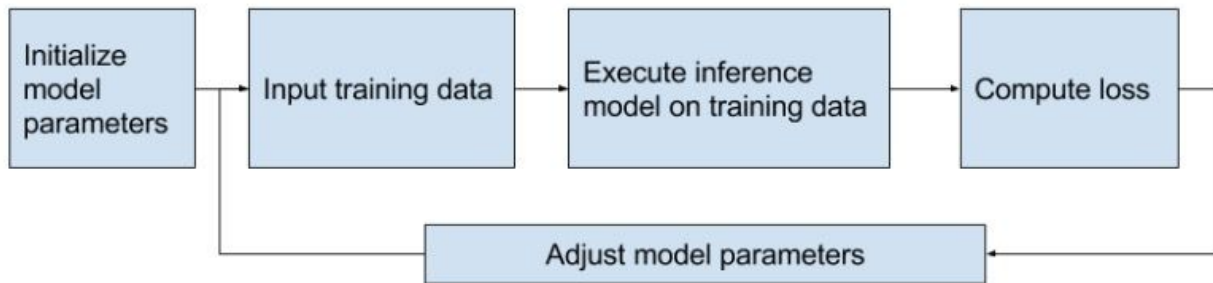 Initialize
model
parameters
Input training data
Execute inference
model on training data
Compute loss
Adjust model parameters